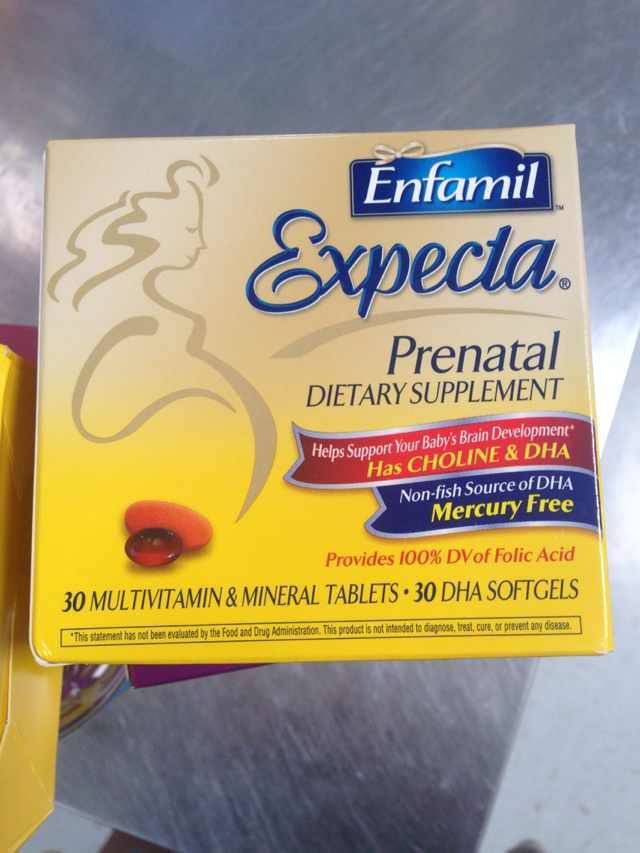 Enfamil™
Expecta®
Prenatal
DIETARY SUPPLEMENT
Helps Support Your Baby's Brain Development*
Has CHOLINE & DHA
Non-fish Source of DHA
Mercury Free
Provides 100% DV of Folic Acid
30 MULTIVITAMIN & MINERAL TABLETS • 30 DHA SOFTGELS
*This statement has not been evaluated by the Food and Drug Administration. This product is not intended to diagnose, treat, cure, or prevent any disease.